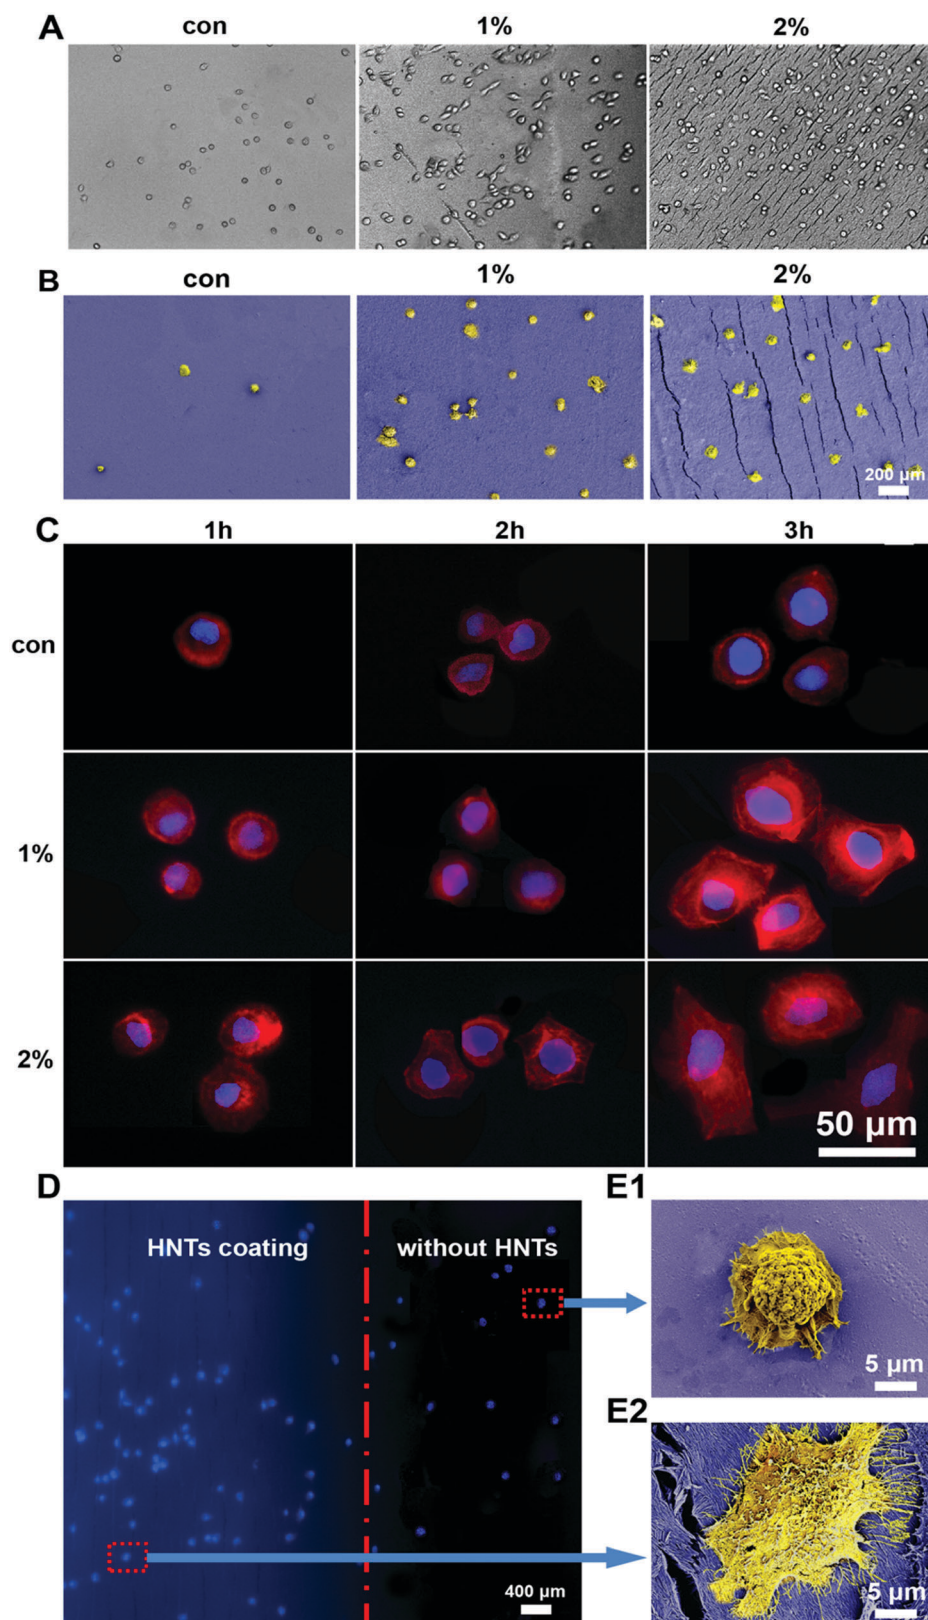 A con 1% 2%
B con 1% 2%
200 µm
C 1h 2h 3h
con
1%
2%
50 µm
D E1
HNTs coating without HNTs
5 µm
E2
400 µm 5 µm